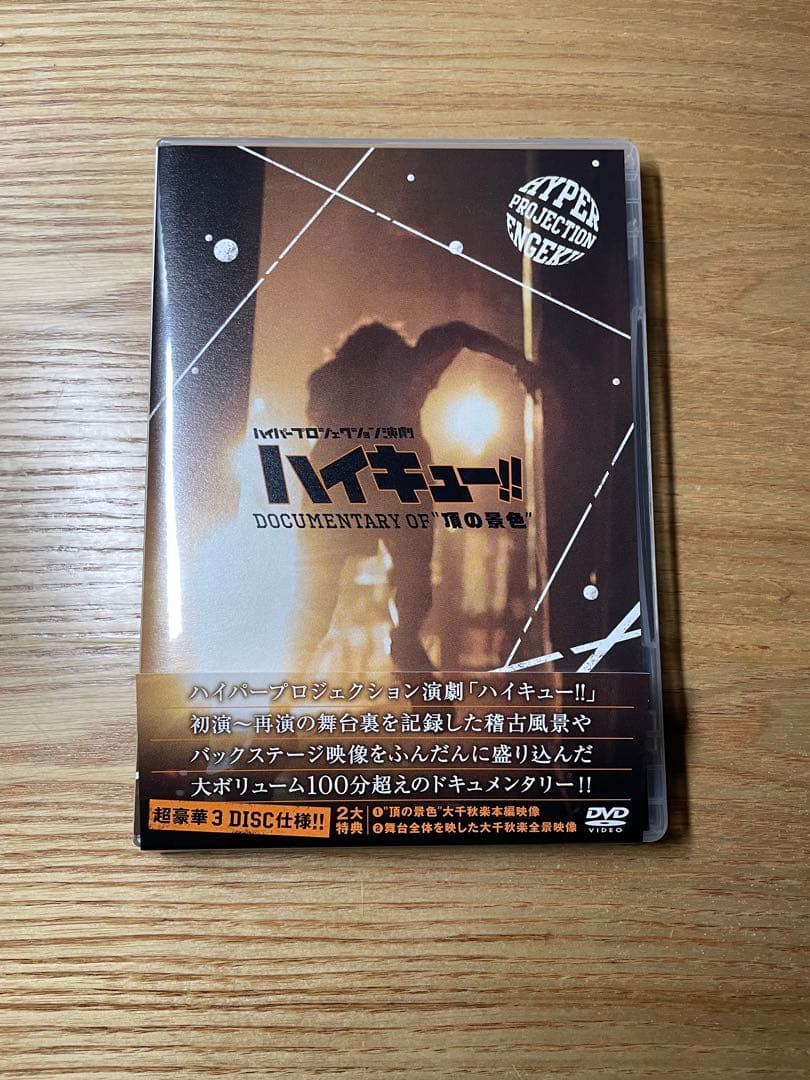 HYPER
PROJECTION
ENGEKI
ハイパープロジェクション演劇
ハイキュー!!
DOCUMENTARY OF "頂の景色"
ハイパープロジェクション演劇「ハイキュー!!」
初演〜再演の舞台裏を記録した稽古風景や
バックステージ映像をふんだんに盛り込んだ
大ボリューム100分超えのドキュメンタリー!!
超豪華3 DISC仕様!!
2大特典
❶"頂の景色"大千秋楽本編映像
❷舞台全体を映した大千秋楽全景映像
DVD
VIDEO